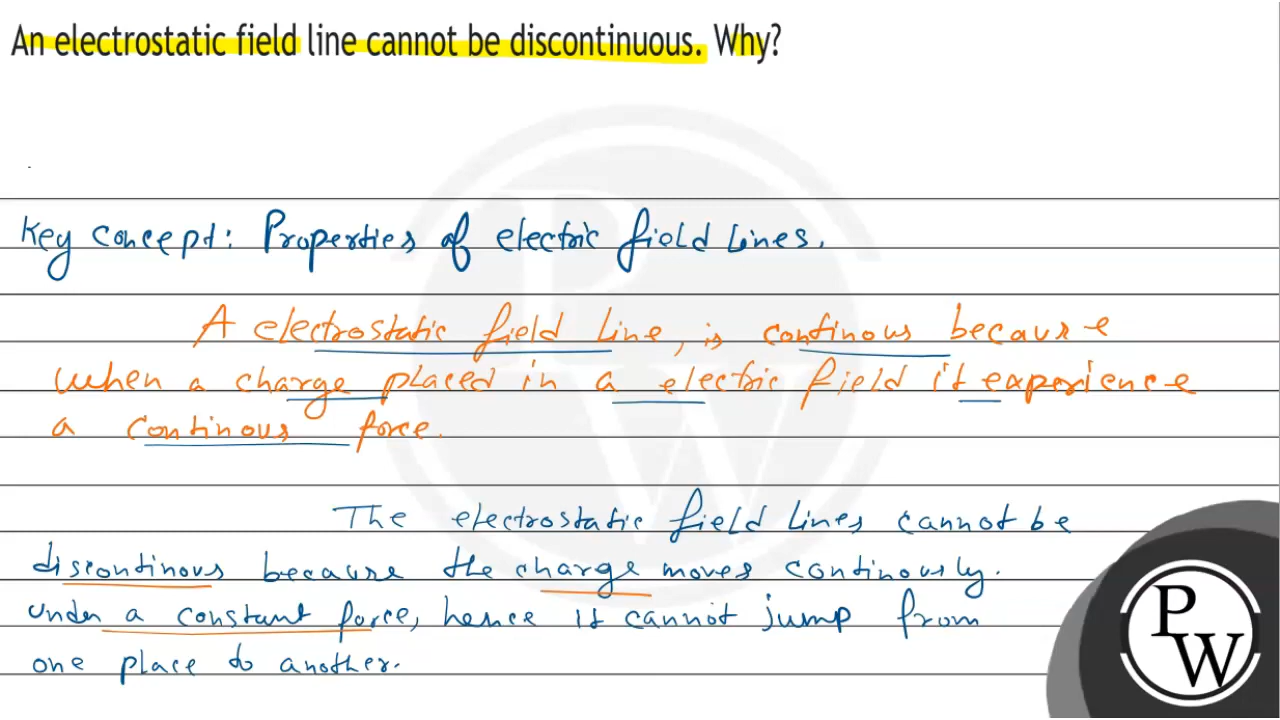 An electrostatic field line cannot be discontinuous. Why?
Key concept: Properties of electric field lines.
A electrostatic field line, is continous because
when a charge placed in a electric field it experience
a continous force.
The electrostatic field lines cannot be
discontinous because the charge moves continously.
under a constant force, hence it cannot jump from
one place to another.
P
W
P
W